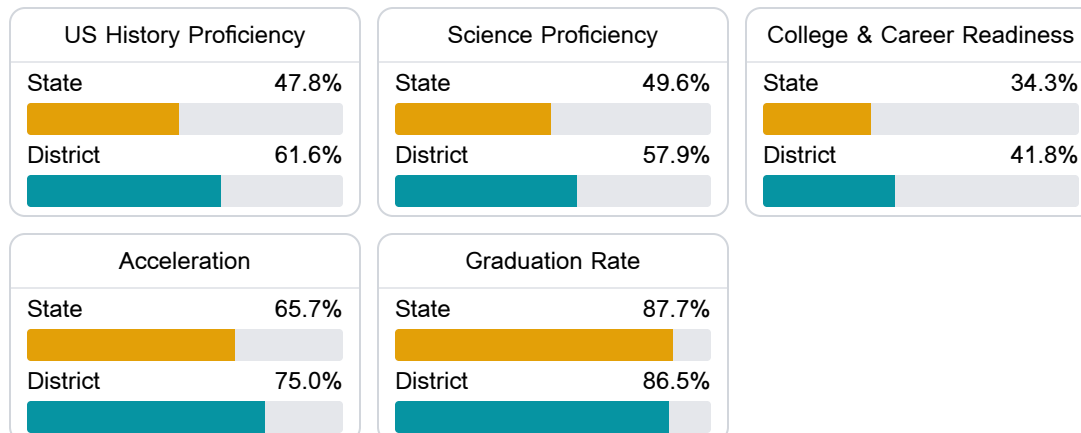 US History Proficiency
State 47.8%
District 61.6%
Science Proficiency
State 49.6%
District 57.9%
College & Career Readiness
State 34.3%
District 41.8%
Acceleration
State 65.7%
District 75.0%
Graduation Rate
State 87.7%
District 86.5%